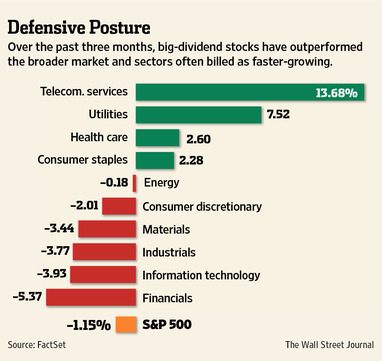 Defensive Posture
Over the past three months, big-dividend stocks have outperformed
the broader market and sectors often billed as faster-growing.
Telecom. services 13.68%
Utilities 7.52
Health care 2.60
Consumer staples 2.28
–0.18 Energy
–2.01 Consumer discretionary
–3.44 Materials
–3.77 Industrials
–3.93 Information technology
–5.37 Financials
–1.15% S&P 500
Source: FactSet The Wall Street Journal